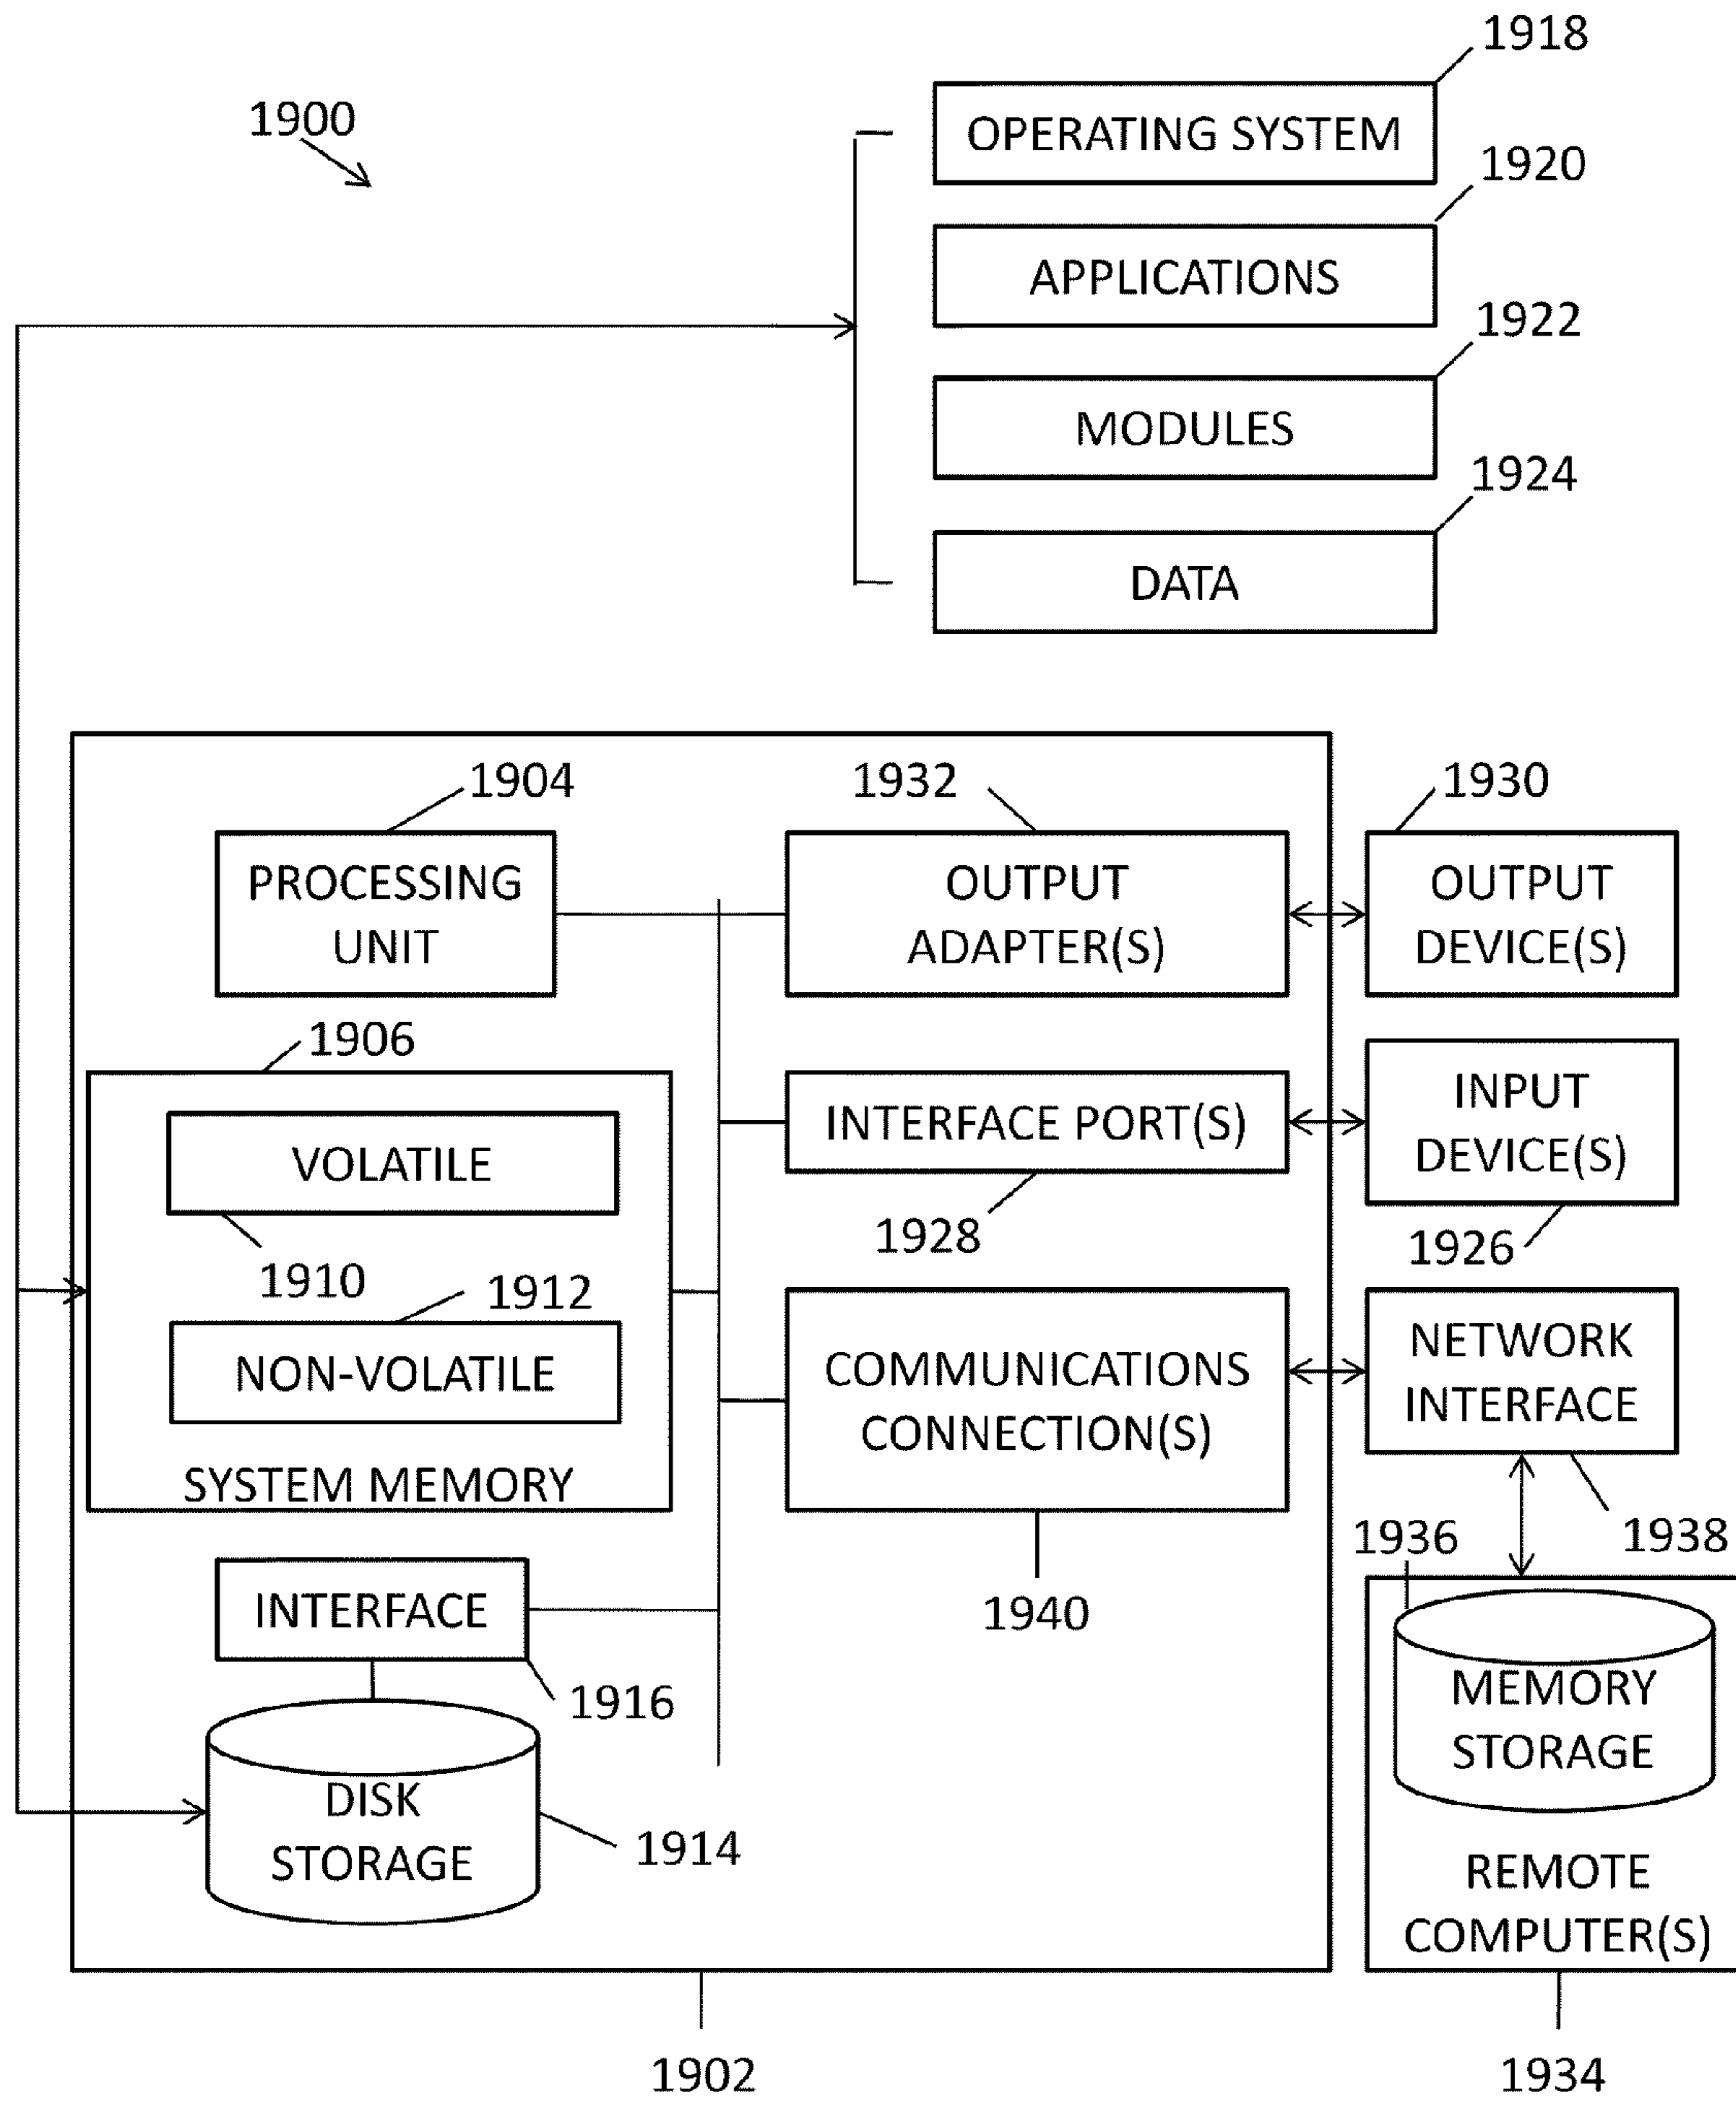 1918
1900
OPERATING SYSTEM
1920
APPLICATIONS
1922
MODULES
1924
DATA
1904
1932
1930
PROCESSING
UNIT
OUTPUT
ADAPTER(S)
OUTPUT
DEVICE(S)
1906
VOLATILE
1910
1912
NON-VOLATILE
SYSTEM MEMORY
INTERFACE PORT(S)
1928
INPUT
DEVICE(S)
1926
COMMUNICATIONS
CONNECTION(S)
1940
NETWORK
INTERFACE
1938
1936
INTERFACE
1916
DISK
STORAGE
1914
MEMORY
STORAGE
REMOTE
COMPUTER(S)
1902
1934